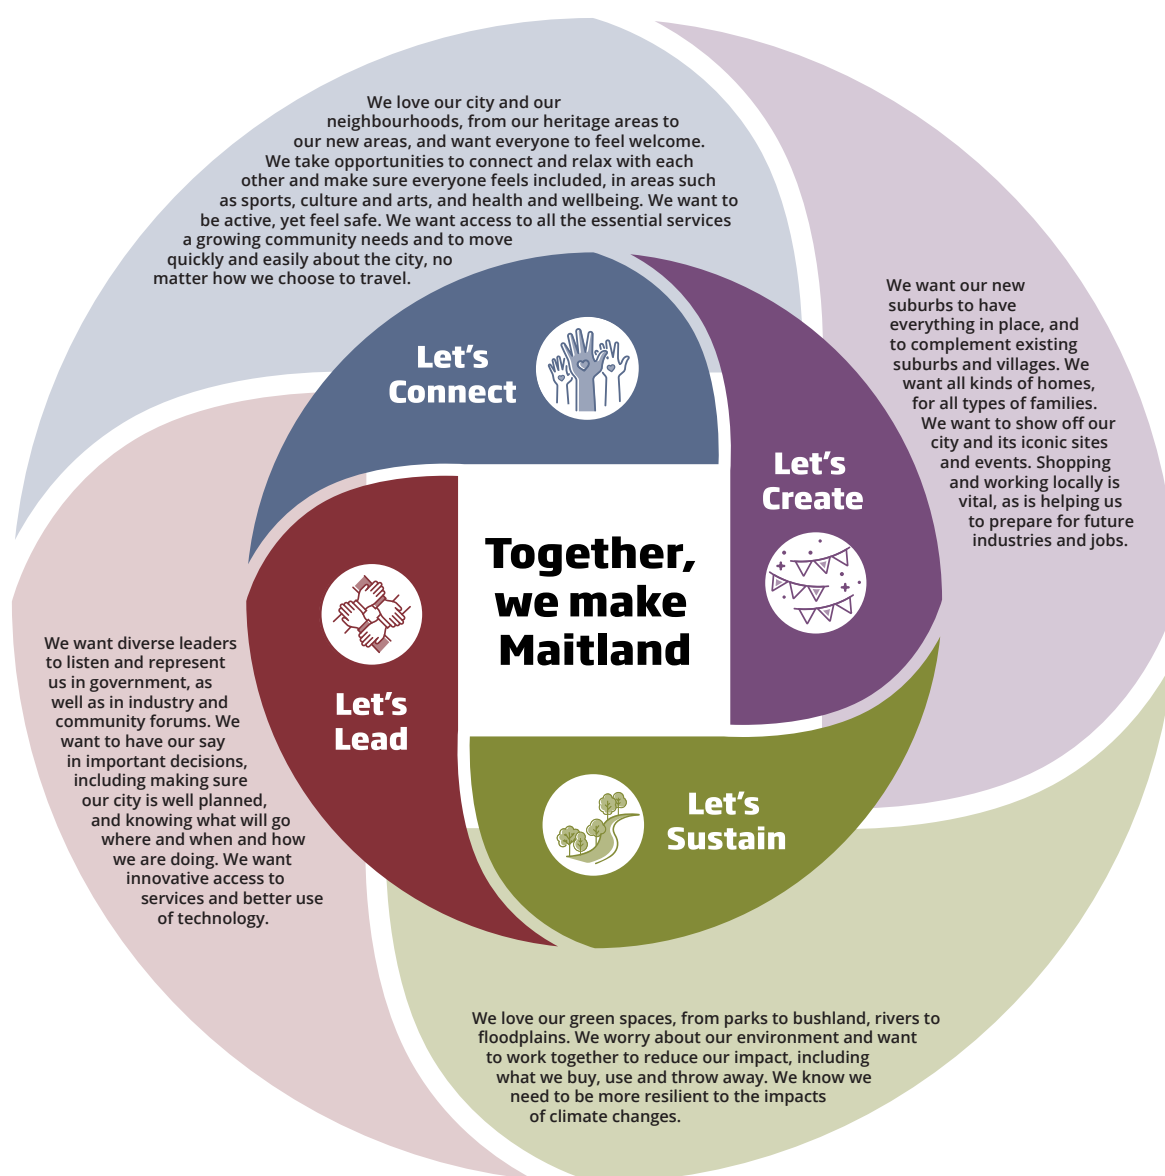 We love our city and our
neighbourhoods, from our heritage areas to
our new areas, and want everyone to feel welcome.
We take opportunities to connect and relax with each
other and make sure everyone feels included, in areas such
as sports, culture and arts, and health and wellbeing. We want to
be active, yet feel safe. We want access to all the essential services
a growing community needs and to move
quickly and easily about the city, no
matter how we choose to travel.
Let's
Connect
We want our new
suburbs to have
everything in place, and
to complement existing
suburbs and villages. We
want all kinds of homes,
for all types of families.
We want to show off our
city and its iconic sites
and events. Shopping
and working locally is
vital, as is helping us
to prepare for future
industries and jobs.
Let's
Create
Together,
we make
Maitland
We want diverse leaders
to listen and represent
us in government, as
well as in industry and
community forums. We
want to have our say
in important decisions,
including making sure
our city is well planned,
and knowing what will go
where and when and how
we are doing. We want
innovative access to
services and better use
of technology.
Let's
Lead
Let's
Sustain
We love our green spaces, from parks to bushland, rivers to
floodplains. We worry about our environment and want
to work together to reduce our impact, including
what we buy, use and throw away. We know we
need to be more resilient to the impacts
of climate changes.